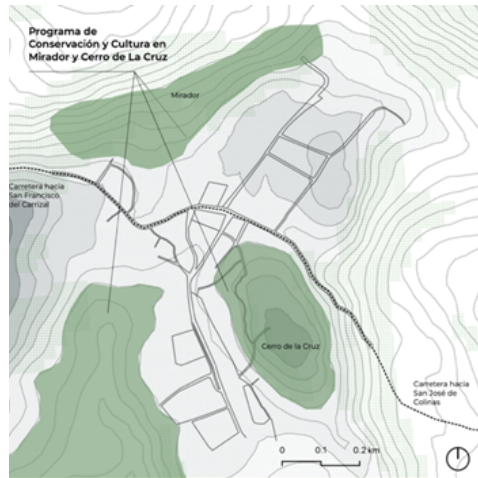 Programa de
Conservación y Cultura en
Mirador y Cerro de La Cruz
Mirador
Carretera hacia
San Francisco
del Carrizal
Cerro de la Cruz
Carretera hacia
San José de
Colinas
0 0.1 0.2 km